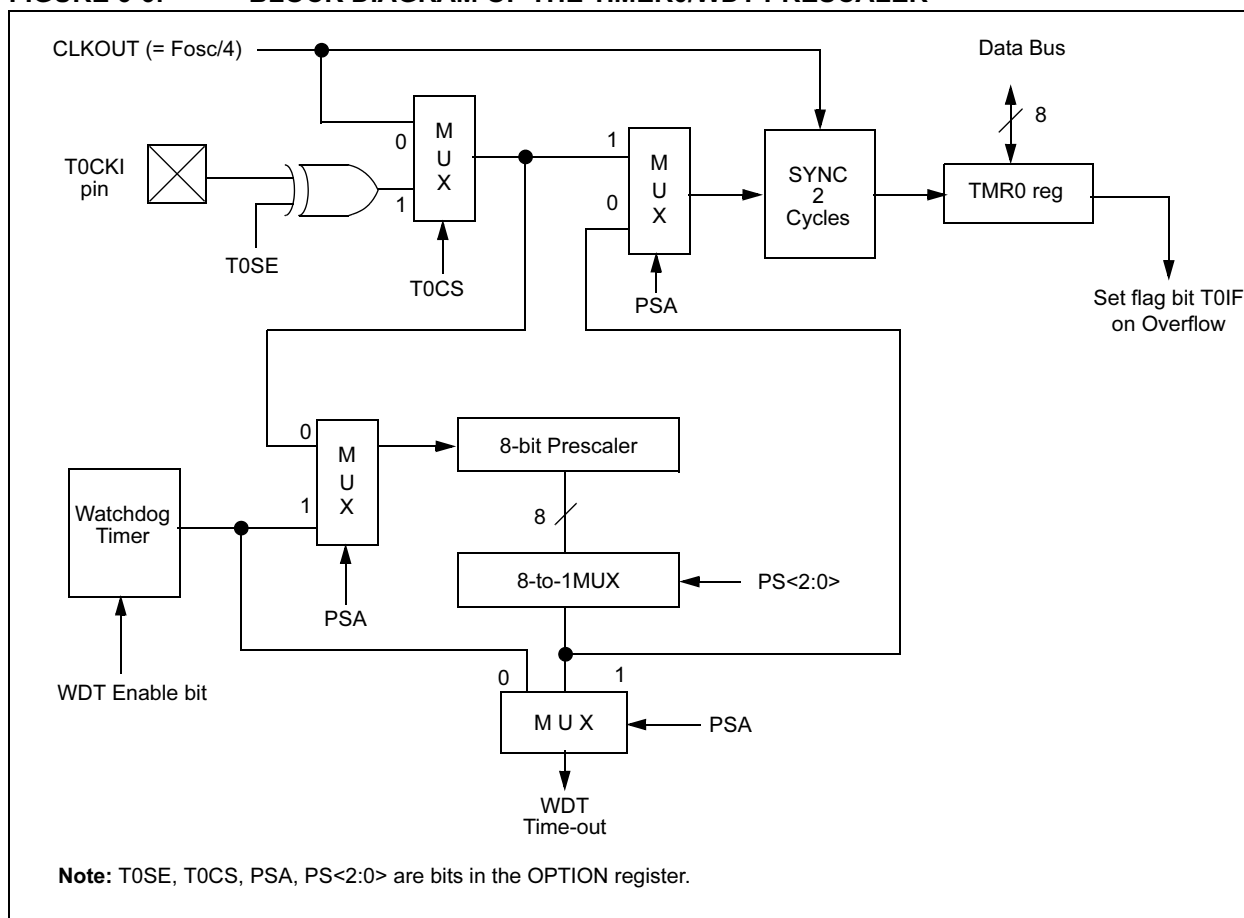 FIGURE
BLOCK DIAGRAM OF THE TIMER0/WDT PRESCALER
CLKOUT (= Fosc/4)
Data Bus
8
T0CKI
pin
T0SE
0
1
M
U
X
T0CS
1
0
M
U
X
PSA
SYNC
2
Cycles
TMR0 reg
Set flag bit T0IF
on Overflow
Watchdog
Timer
WDT Enable bit
0
1
M
U
X
PSA
8-bit Prescaler
8
8-to-1MUX
PS<2:0>
0
1
M U X
PSA
WDT
Time-out
Note: T0SE, T0CS, PSA, PS<2:0> are bits in the OPTION register.